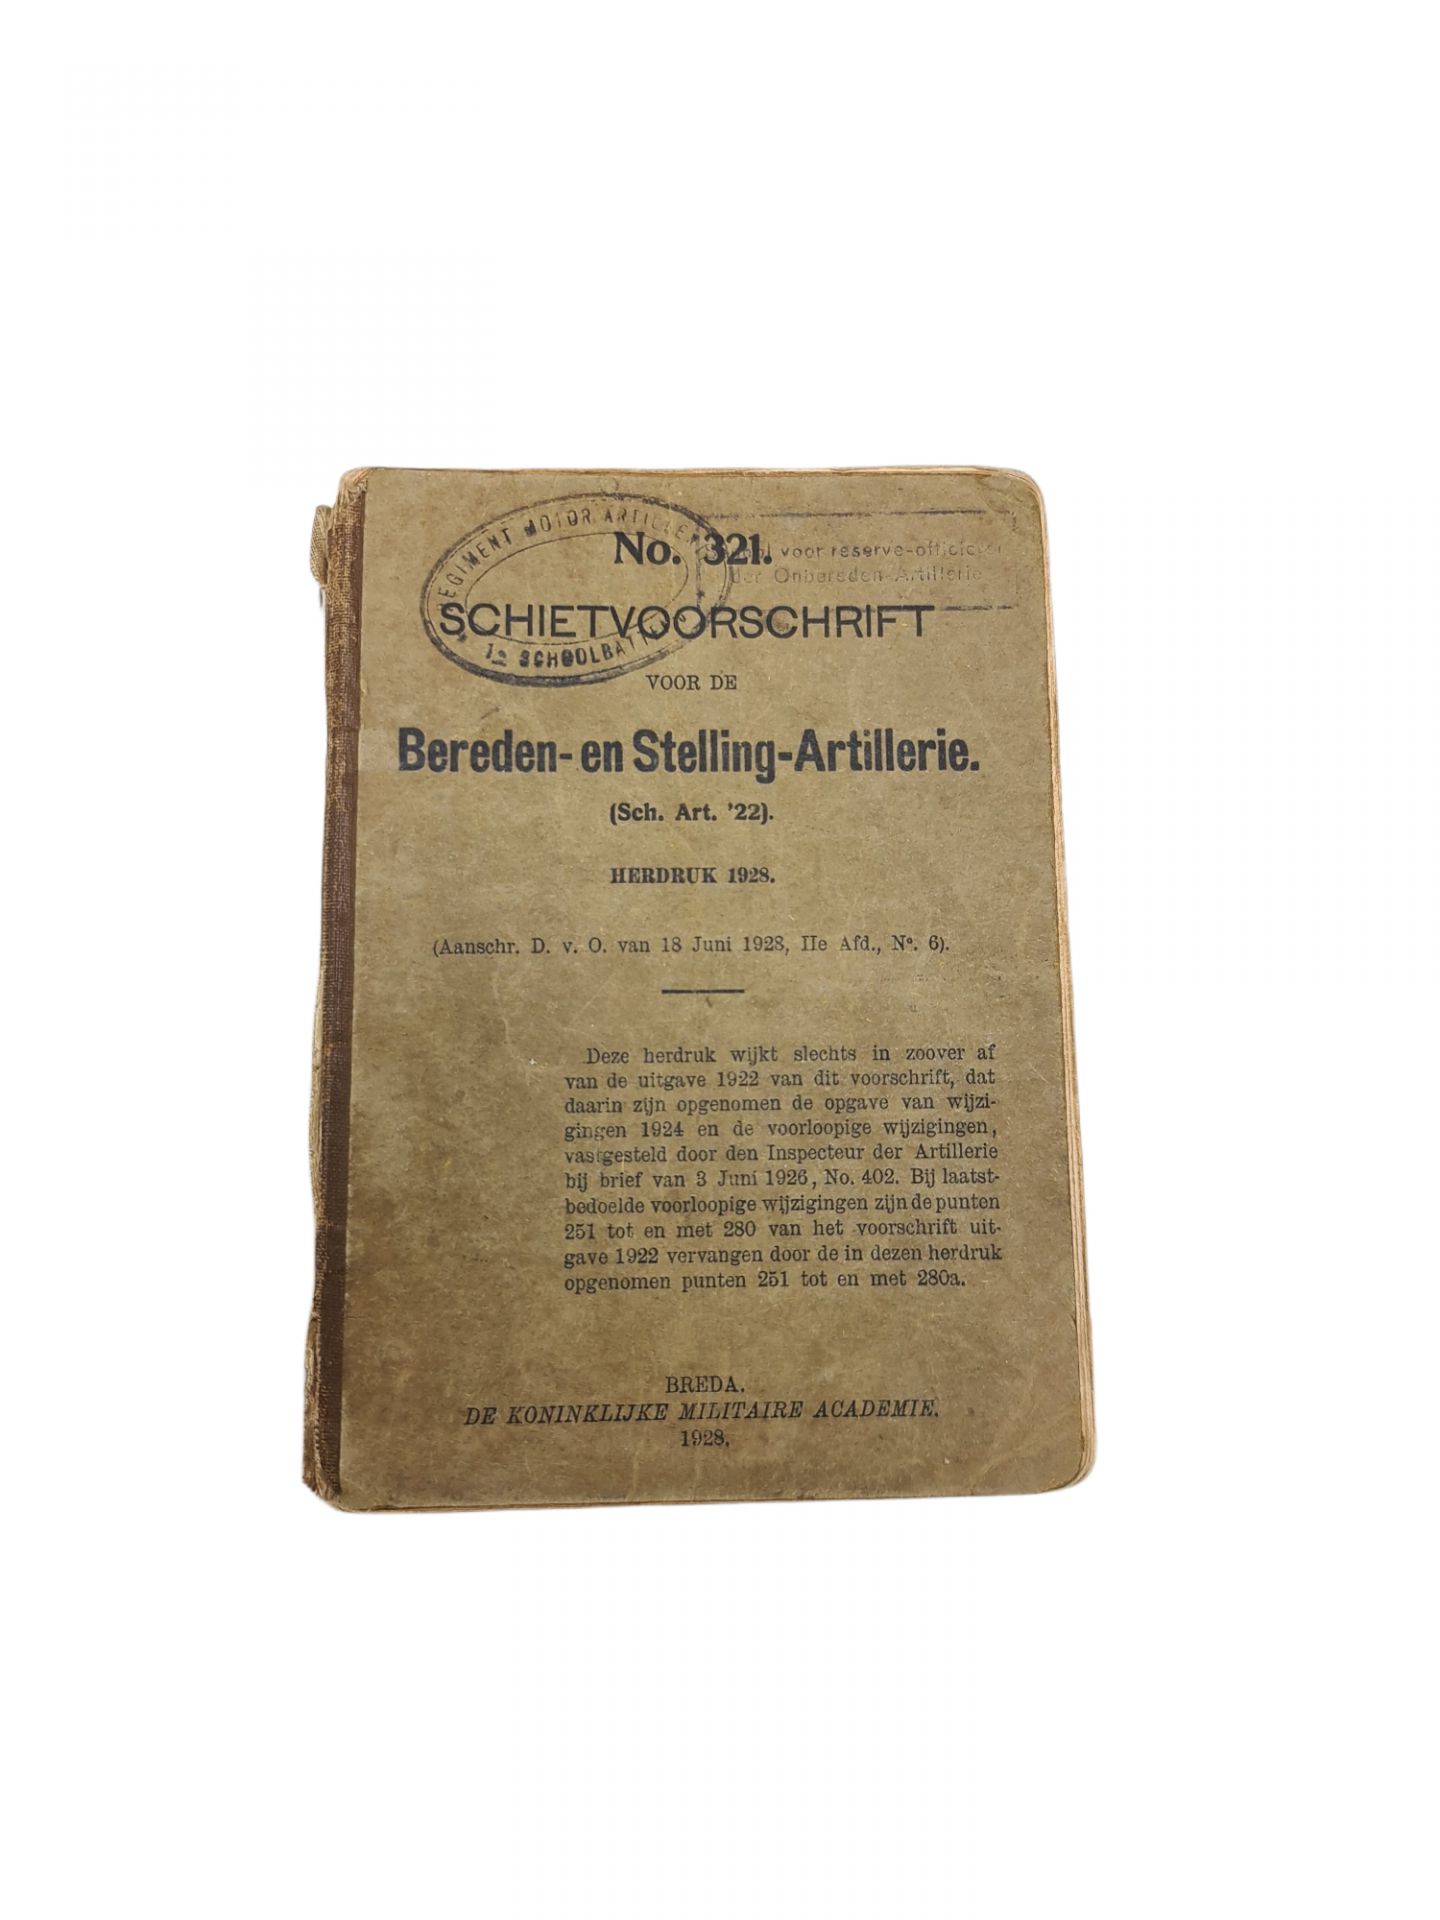 REGIMENT MOTOR ARTILLERIE
1e SCHOOLBATTERIJ
voor reserve-officieren
der Onbereden-Artillerie
No. 321.
SCHIETVOORSCHRIFT
VOOR DE
Bereden- en Stelling-Artillerie.
(Sch. Art. '22).
HERDRUK 1928.
(Aanschr. D. v. O. van 18 Juni 1928, IIe Afd., No. 6).
Deze herdruk wijkt slechts in zoover af
van de uitgave 1922 van dit voorschrift, dat
daarin zijn opgenomen de opgave van wijzi-
gingen 1924 en de voorloopige wijzigingen,
vastgesteld door den Inspecteur der Artillerie
bij brief van 3 Juni 1926, No. 402. Bij laatst-
bedoelde voorloopige wijzigingen zijn de punten
251 tot en met 280 van het voorschrift uit-
gave 1922 vervangen door de in dezen herdruk
opgenomen punten 251 tot en met 280a.
BREDA.
DE KONINKLIJKE MILITAIRE ACADEMIE.
1928.